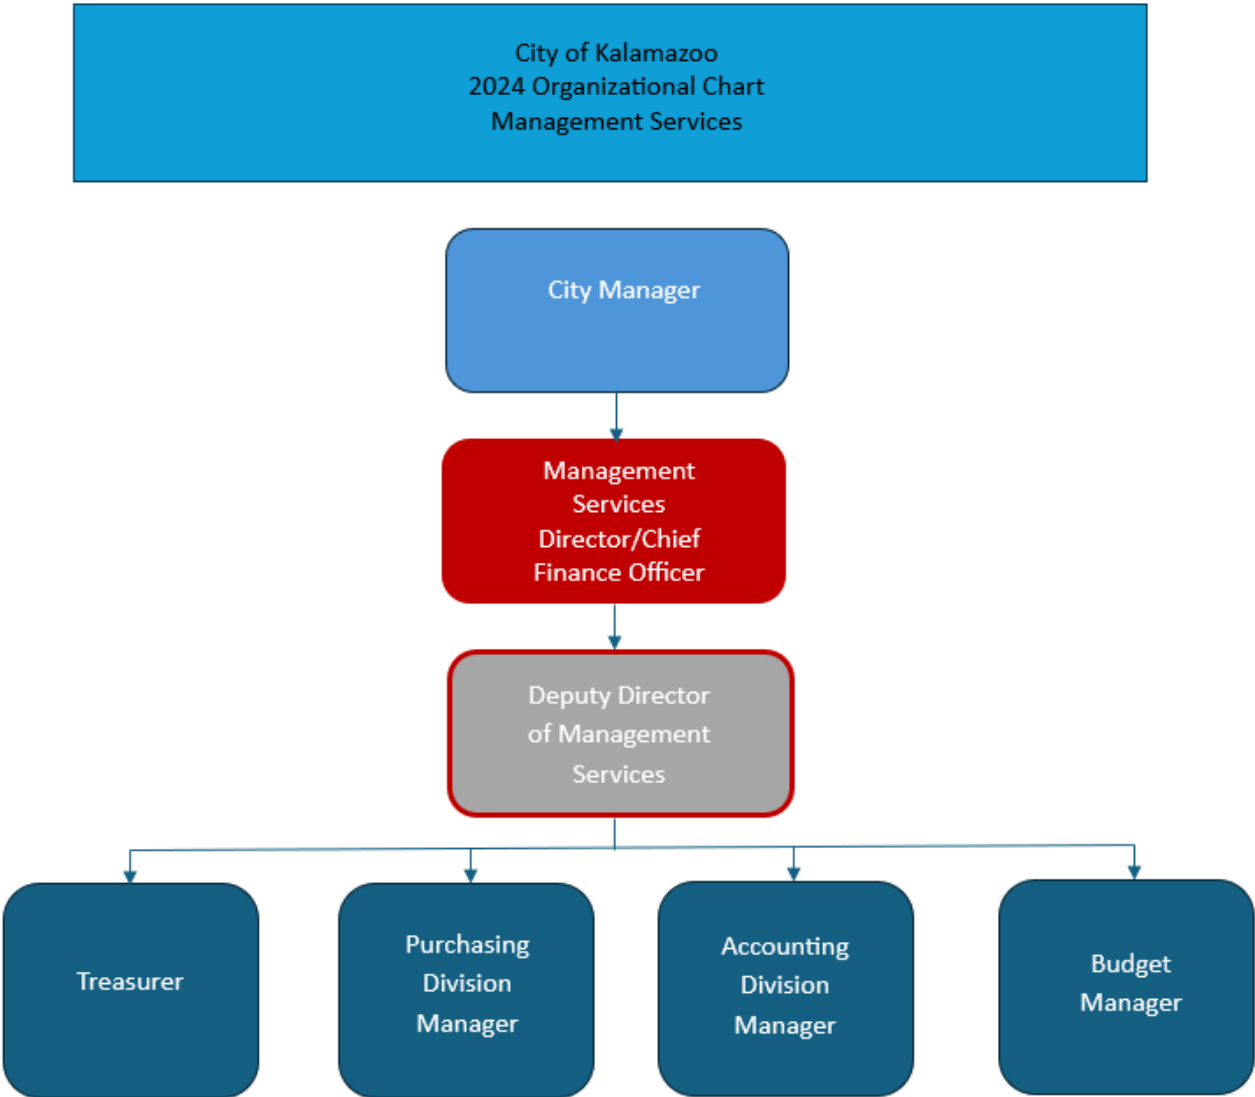 City of Kalamazoo
2024 Organizational Chart
Management Services
City Manager
Management
Services
Director/Chief
Finance Officer
Deputy Director
of Management
Services
Treasurer
Purchasing
Division
Manager
Accounting
Division
Manager
Budget
Manager